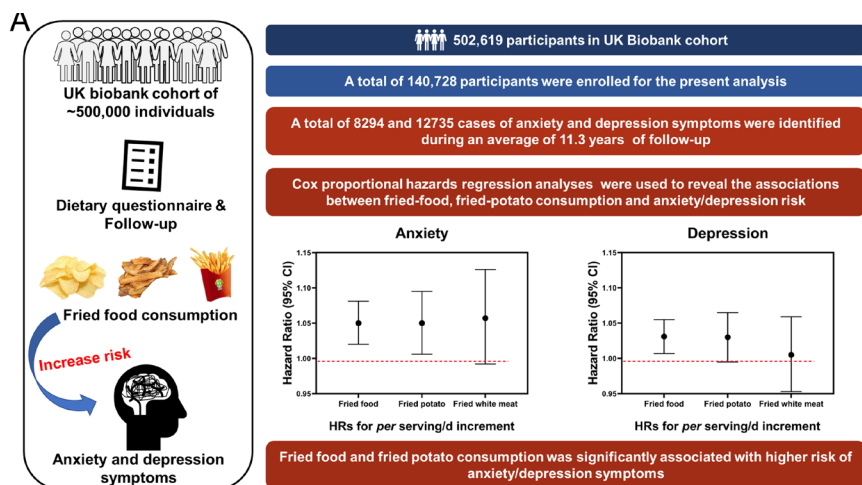 A
UK biobank cohort of
~500,000 individuals
Dietary questionnaire &
Follow-up
Fried food consumption
Increase risk
Anxiety and depression
symptoms
502,619 participants in UK Biobank cohort
A total of 140,728 participants were enrolled for the present analysis
A total of 8294 and 12735 cases of anxiety and depression symptoms were identified
during an average of 11.3 years of follow-up
Cox proportional hazards regression analyses were used to reveal the associations
between fried-food, fried-potato consumption and anxiety/depression risk
Anxiety
Hazard Ratio (95% CI)
1.15
1.10
1.05
1.00
0.95
Fried food Fried potato Fried white meat
HRs for per serving/d increment
Depression
Hazard Ratio (95% CI)
1.15
1.10
1.05
1.00
0.95
Fried food Fried potato Fried white meat
HRs for per serving/d increment
Fried food and fried potato consumption was significantly associated with higher risk of
anxiety/depression symptoms